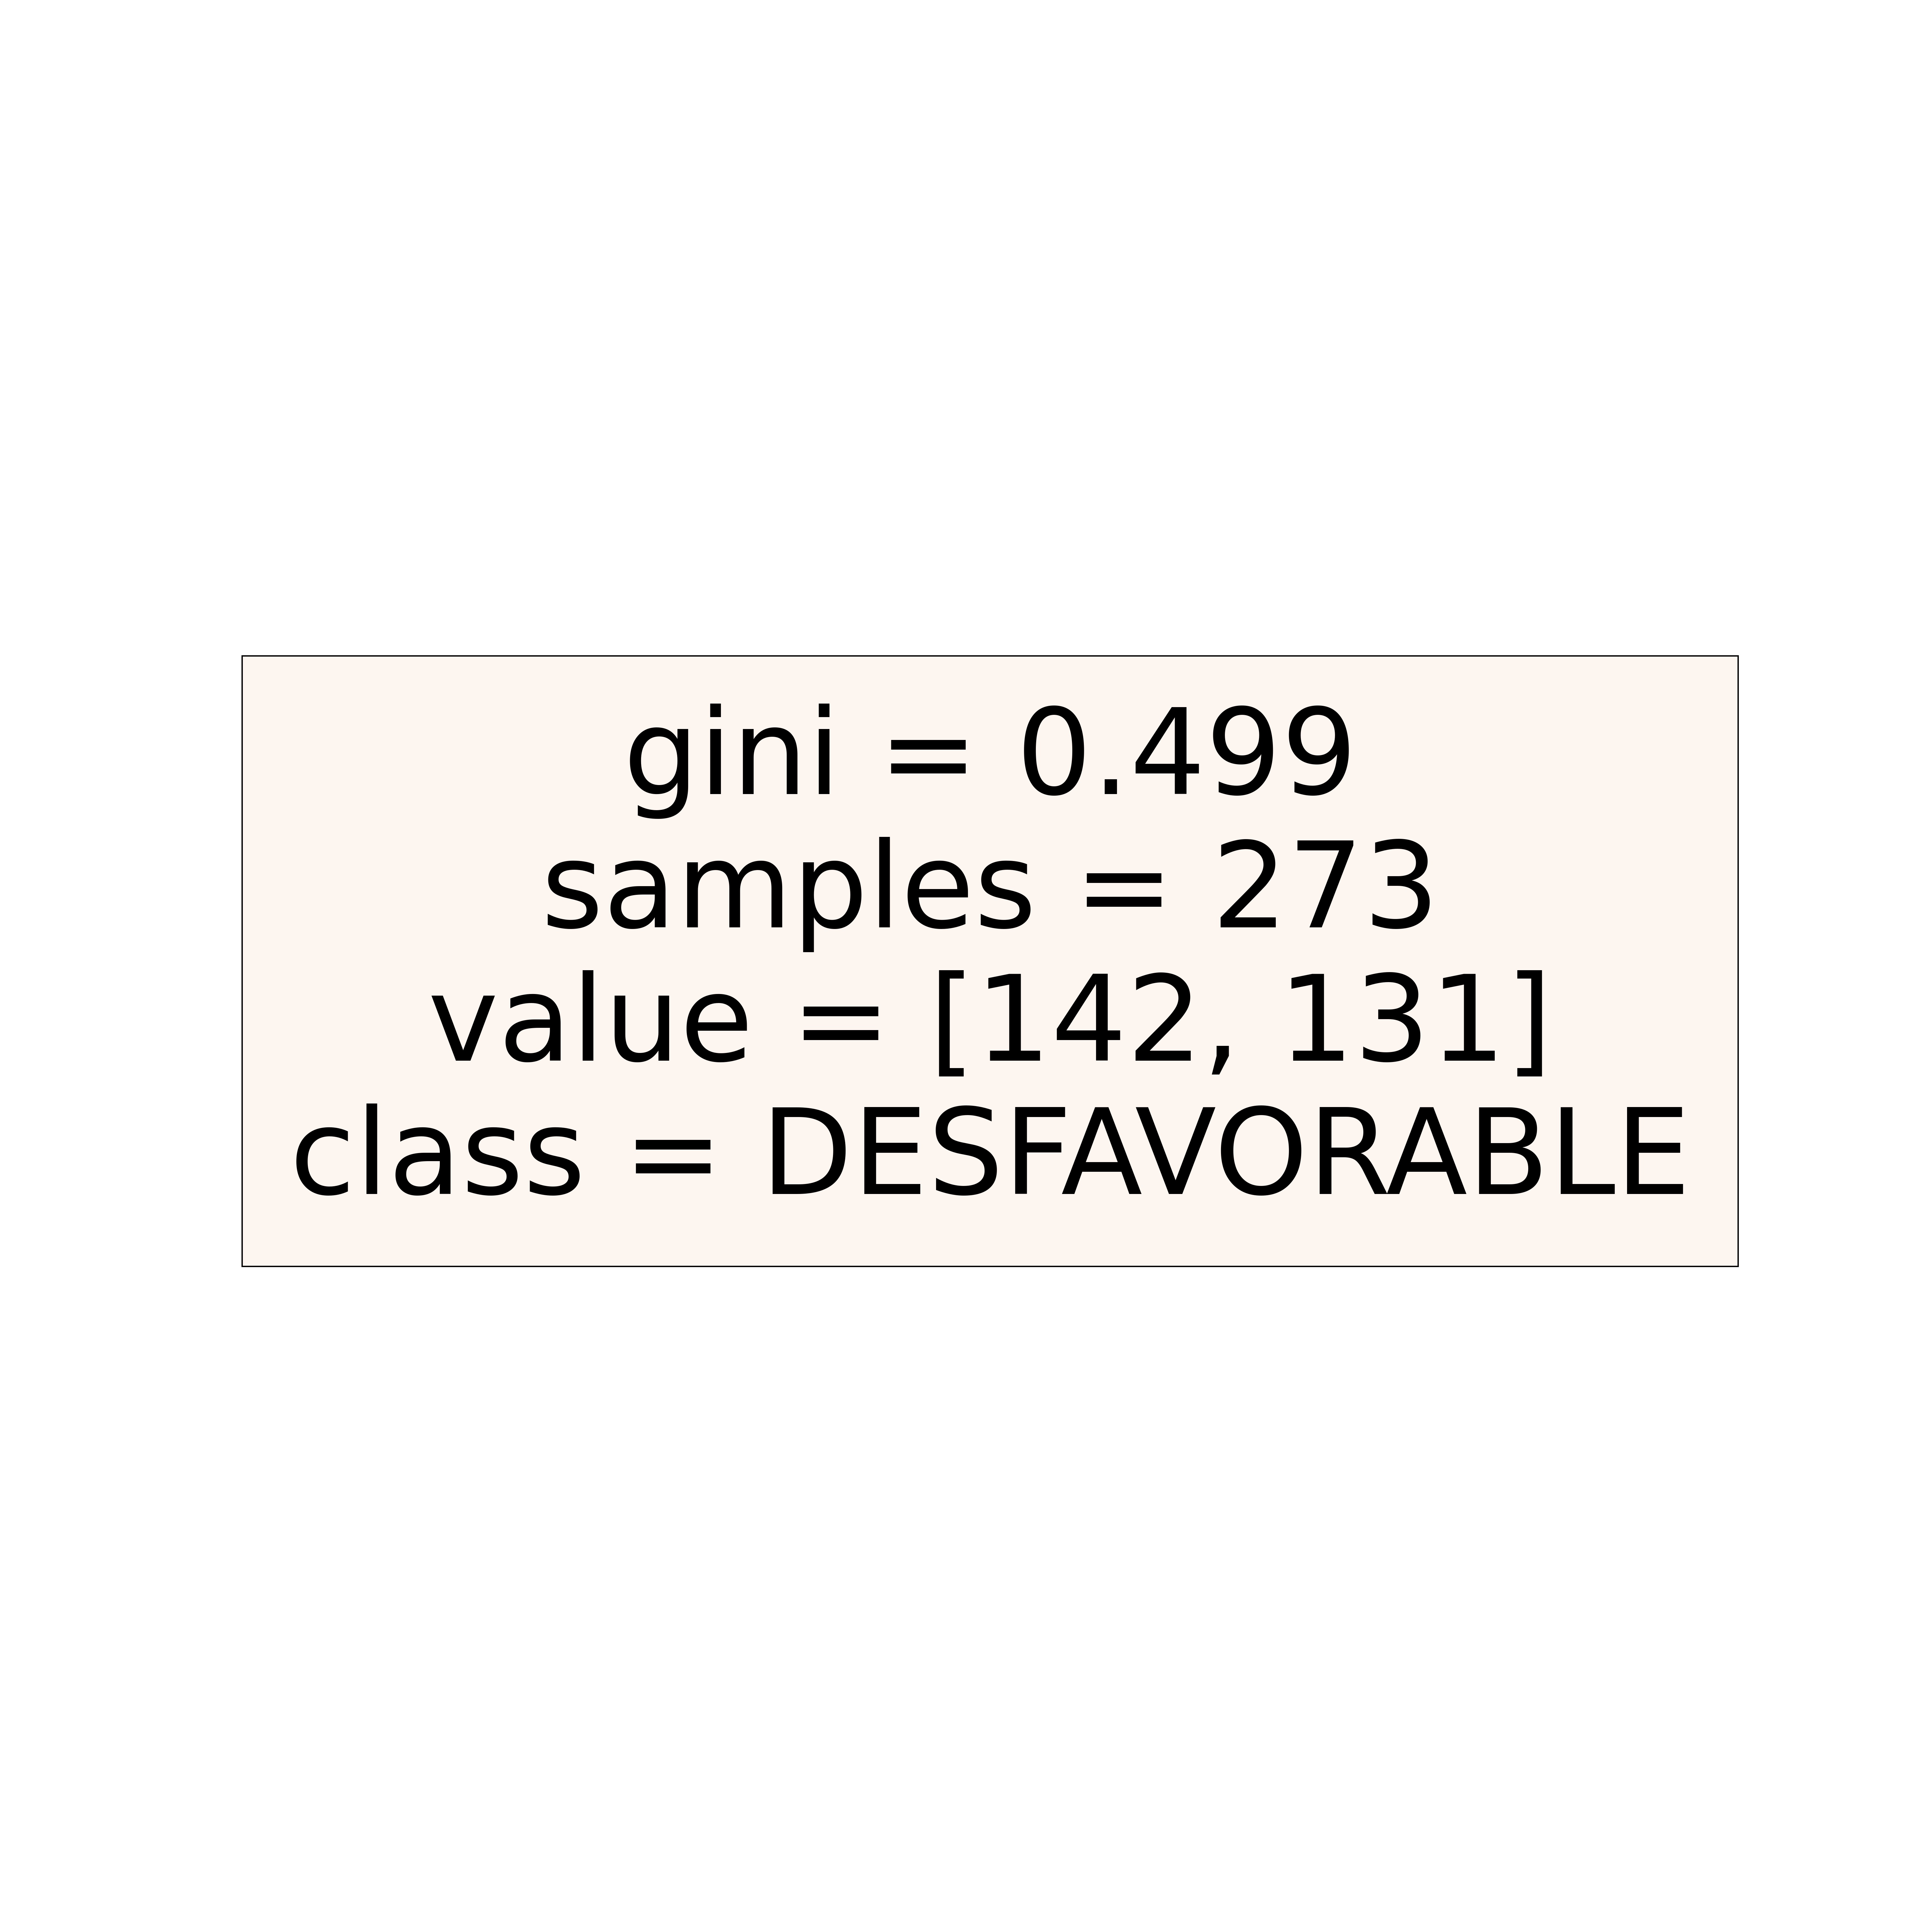 gini = 0.499
samples = 273
value = [142, 131]
class = DESFAVORABLE